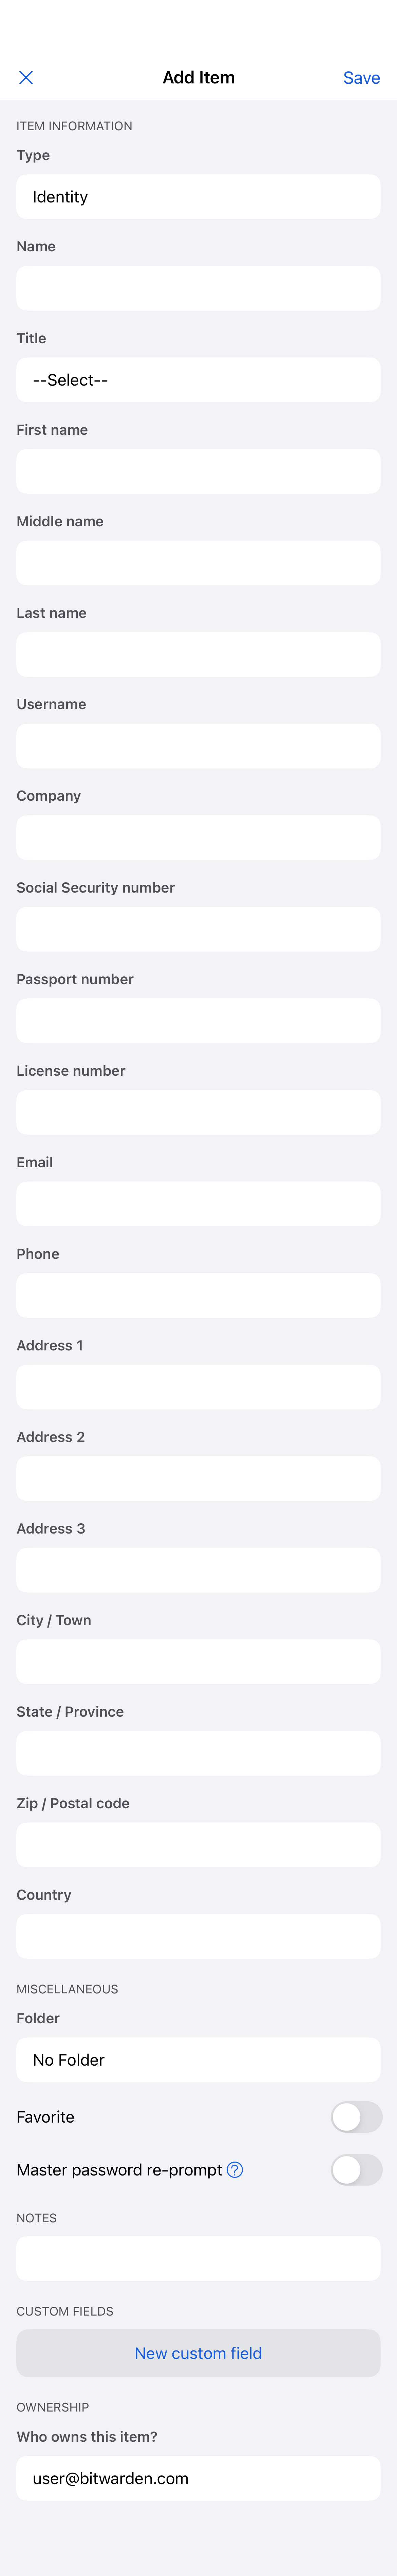 Add Item
Save
ITEM INFORMATION
Type
Identity
Name
Title
--Select--
First name
Middle name
Last name
Username
Company
Social Security number
Passport number
License number
Email
Phone
Address 1
Address 2
Address 3
City / Town
State / Province
Zip / Postal code
Country
MISCELLANEOUS
Folder
No Folder
Favorite
Master password re-prompt ?
NOTES
CUSTOM FIELDS
New custom field
OWNERSHIP
Who owns this item?
user@bitwarden.com